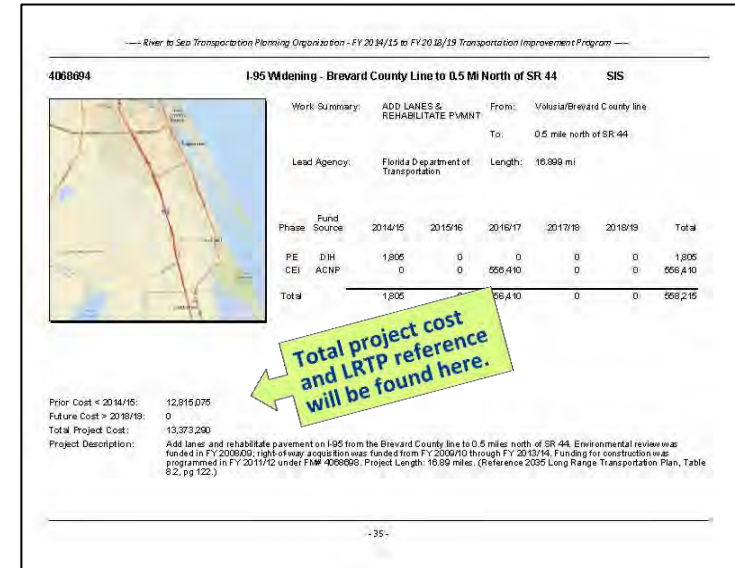 ---- River to Sea Transportation Planning Organization - FY 2014/15 to FY 2018/19 Transportation Improvement Program ----
4068694 I-95 Widening - Brevard County Line to 0.5 Mi North of SR 44 SIS
Work Summary: ADD LANES & REHABILITATE PVMNT From: Volusia/Brevard County line
To: 0.5 mile north of SR 44
Lead Agency: Florida Department of Transportation Length: 16.899 mi
Phase Fund Source 2014/15 2015/16 2016/17 2017/18 2018/19 Total
PE DIH 1,805 0 0 0 0 1,805
CEI ACNP 0 0 556,410 0 0 556,410
Total 1,805 0 556,410 0 0 558,215
Total project cost
and LRTP reference
will be found here.
Prior Cost < 2014/15: 12,815,075
Future Cost > 2018/19: 0
Total Project Cost: 13,373,290
Project Description: Add lanes and rehabilitate pavement on I-95 from the Brevard County line to 0.5 miles north of SR 44. Environmental review was
funded in FY 2008/09; right-of-way acquisition was funded from FY 2009/10 through FY 2013/14. Funding for construction was
programmed in FY 2011/12 under FM# 4068698. Project Length: 16.89 miles. (Reference 2035 Long Range Transportation Plan, Table
8.2, pg 122.)
- 35 -